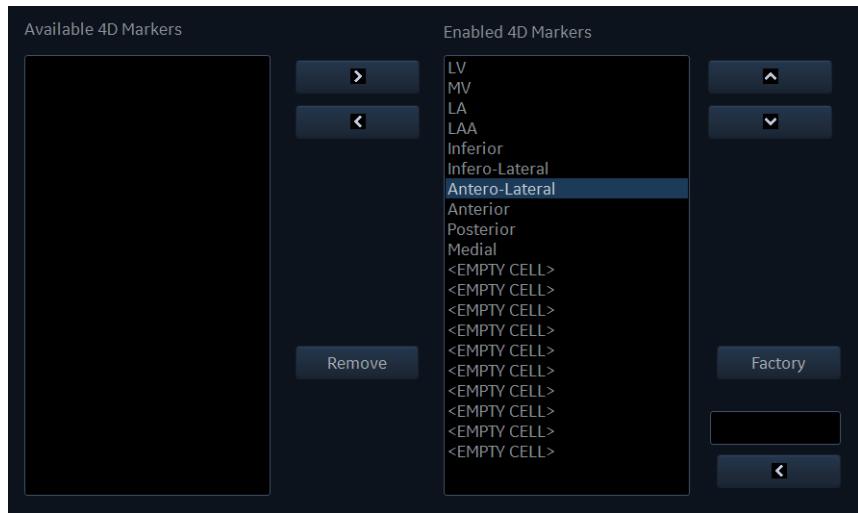 Available 4D Markers
Enabled 4D Markers
LV
MV
LA
LAA
Inferior
Infero-Lateral
Antero-Lateral
Anterior
Posterior
Medial
<EMPTY CELL>
<EMPTY CELL>
<EMPTY CELL>
<EMPTY CELL>
<EMPTY CELL>
<EMPTY CELL>
<EMPTY CELL>
<EMPTY CELL>
<EMPTY CELL>
<EMPTY CELL>
Remove
Factory